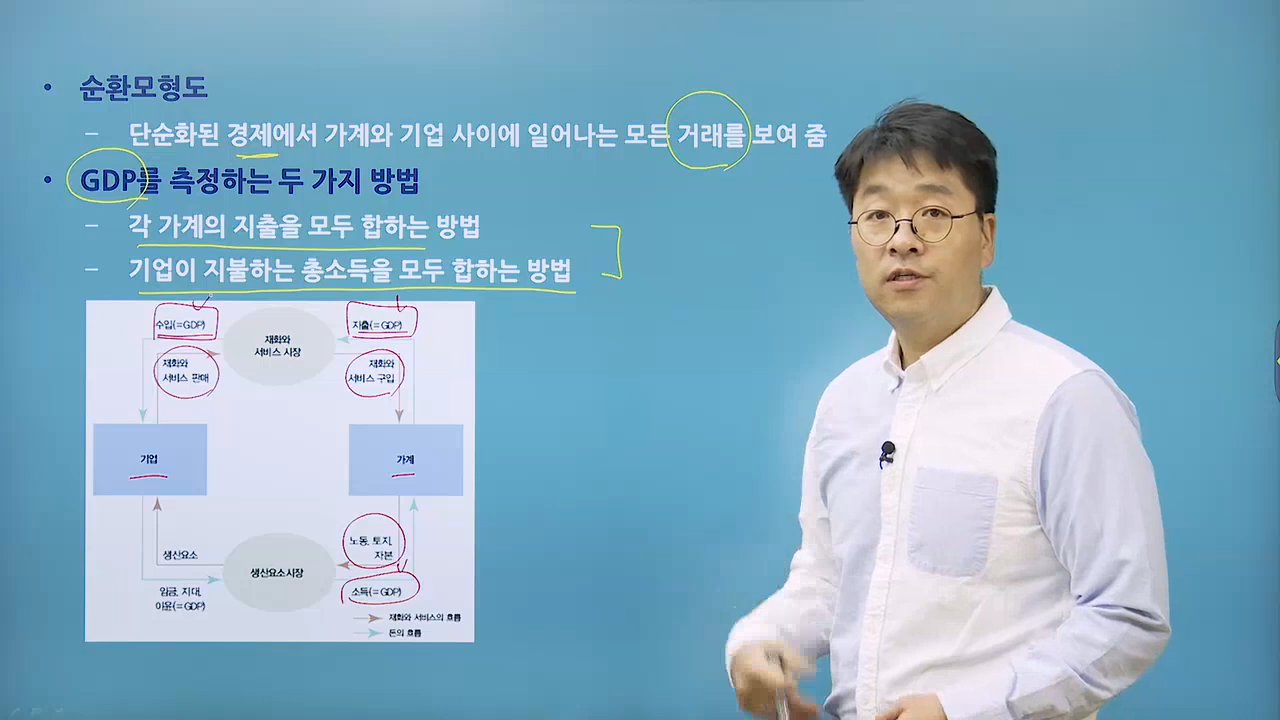 • 순환모형도
– 단순화된 경제에서 가계와 기업 사이에 일어나는 모든 거래를 보여 줌
• GDP를 측정하는 두 가지 방법
– 각 가계의 지출을 모두 합하는 방법
– 기업이 지불하는 총소득을 모두 합하는 방법
수입(=GDP)
지출(=GDP)
재화와
서비스 시장
재화와
서비스 판매
재화와
서비스 구입
기업
가계
노동, 토지,
자본
생산요소
생산요소 시장
임금, 지대,
이윤(=GDP)
소득(=GDP)
재화와 서비스의 흐름
돈의 흐름